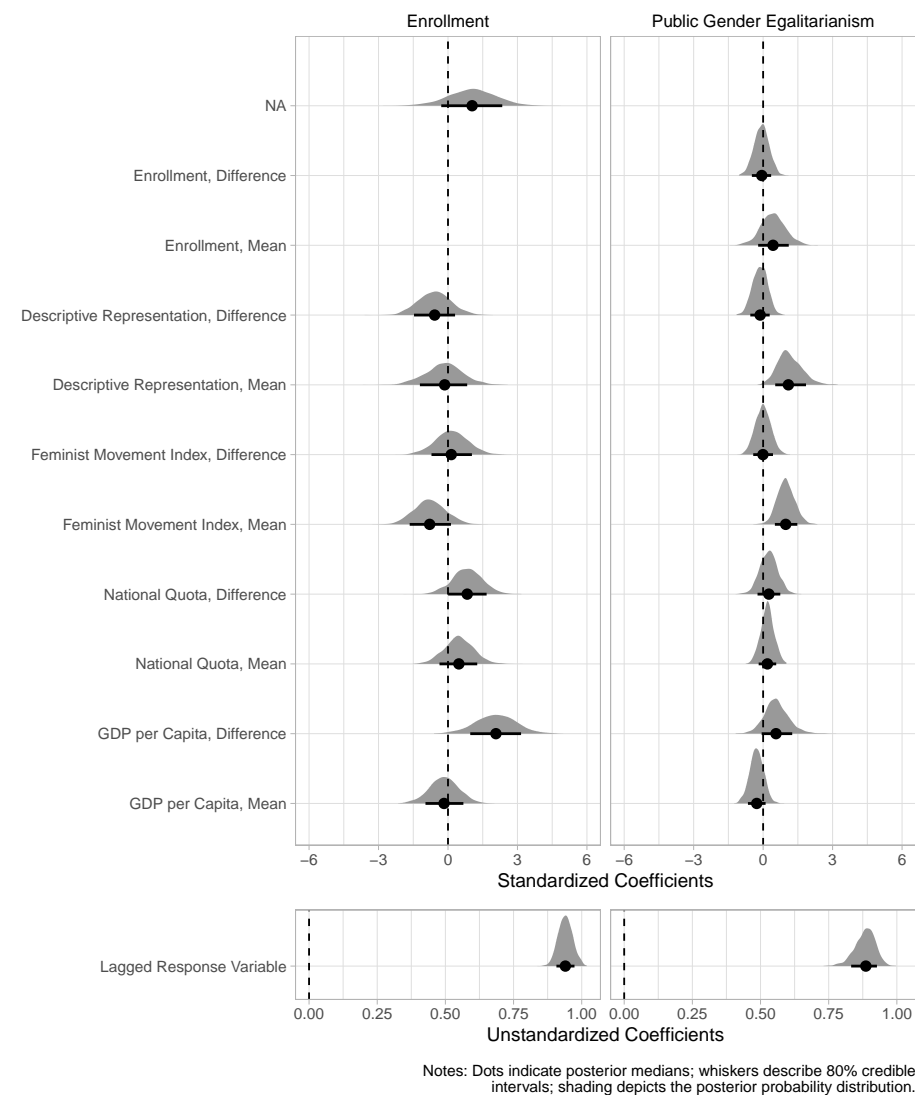 Enrollment
Public Gender Egalitarianism
NA
Enrollment, Difference
Enrollment, Mean
Descriptive Representation, Difference
Descriptive Representation, Mean
Feminist Movement Index, Difference
Feminist Movement Index, Mean
National Quota, Difference
National Quota, Mean
GDP per Capita, Difference
GDP per Capita, Mean
−6 −3 0 3 6 −6 −3 0 3 6
Standardized Coefficients
Lagged Response Variable
0.00 0.25 0.50 0.75 1.00 0.00 0.25 0.50 0.75 1.00
Unstandardized Coefficients
Notes: Dots indicate posterior medians; whiskers describe 80% credible
intervals; shading depicts the posterior probability distribution.